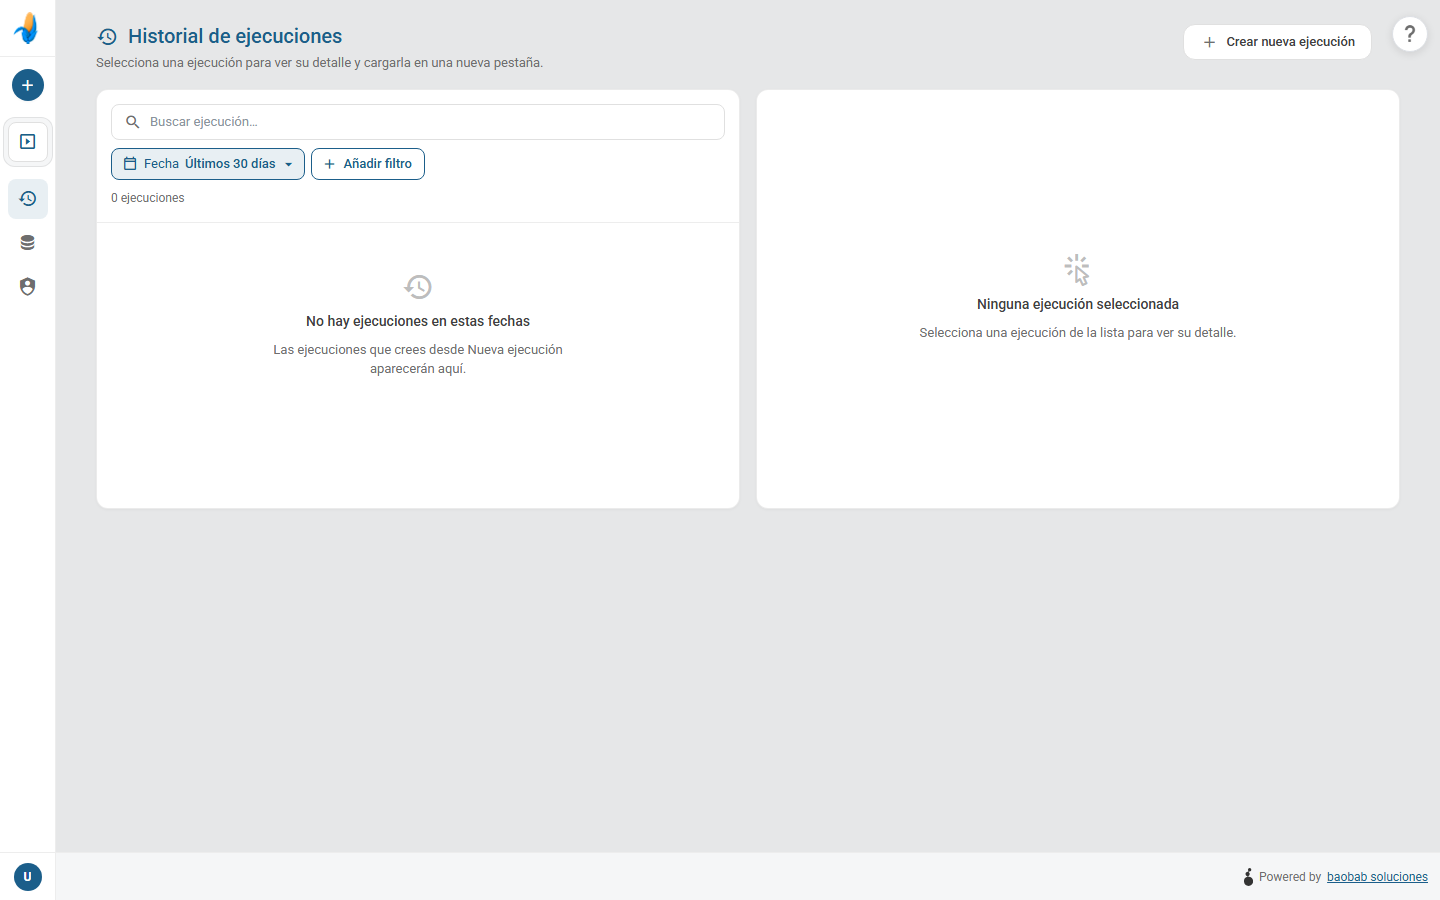 Historial de ejecuciones
Selecciona una ejecución para ver su detalle y cargarla en una nueva pestaña.
Crear nueva ejecución
?
Buscar ejecución...
Fecha Últimos 30 días
Añadir filtro
0 ejecuciones
No hay ejecuciones en estas fechas
Las ejecuciones que crees desde Nueva ejecución
aparecerán aquí.
Ninguna ejecución seleccionada
Selecciona una ejecución de la lista para ver su detalle.
U
Powered by baobab soluciones